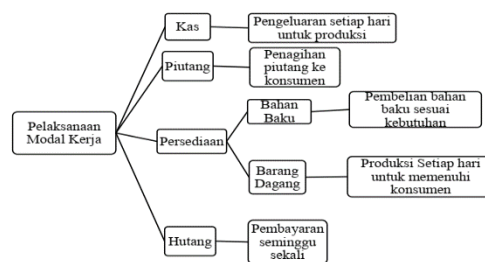 Kas
Pengeluaran setiap hari
untuk produksi
Piutang
Penagihan
piutang ke
konsumen
Pelaksanaan
Modal Kerja
Persediaan
Bahan
Baku
Pembelian bahan
baku sesuai
kebutuhan
Barang
Dagang
Produksi Setiap hari
untuk memenuhi
konsumen
Hutang
Pembayaran
seminggu
sekali